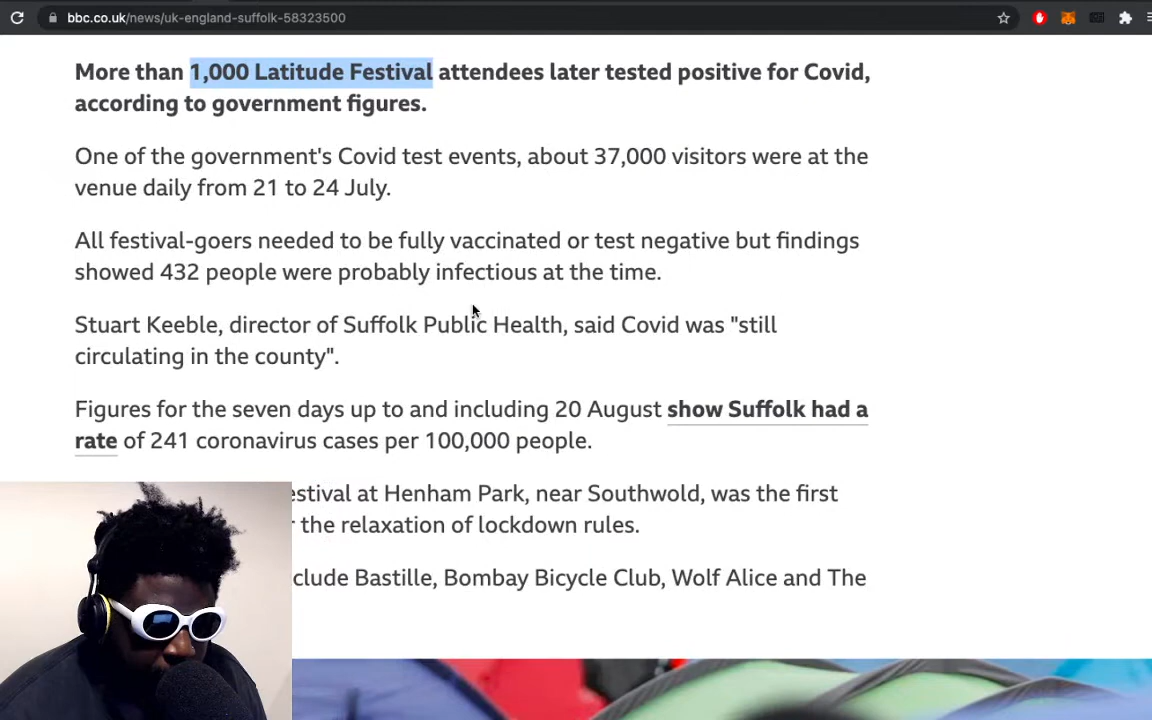 bbc.co.uk/news/uk-england-suffolk-58323500
More than 1,000 Latitude Festival attendees later tested positive for Covid,
according to government figures.
One of the government's Covid test events, about 37,000 visitors were at the
venue daily from 21 to 24 July.
All festival-goers needed to be fully vaccinated or test negative but findings
showed 432 people were probably infectious at the time.
Stuart Keeble, director of Suffolk Public Health, said Covid was "still
circulating in the county".
Figures for the seven days up to and including 20 August show Suffolk had a
rate of 241 coronavirus cases per 100,000 people.
estival at Henham Park, near Southwold, was the first
the relaxation of lockdown rules.
clude Bastille, Bombay Bicycle Club, Wolf Alice and The